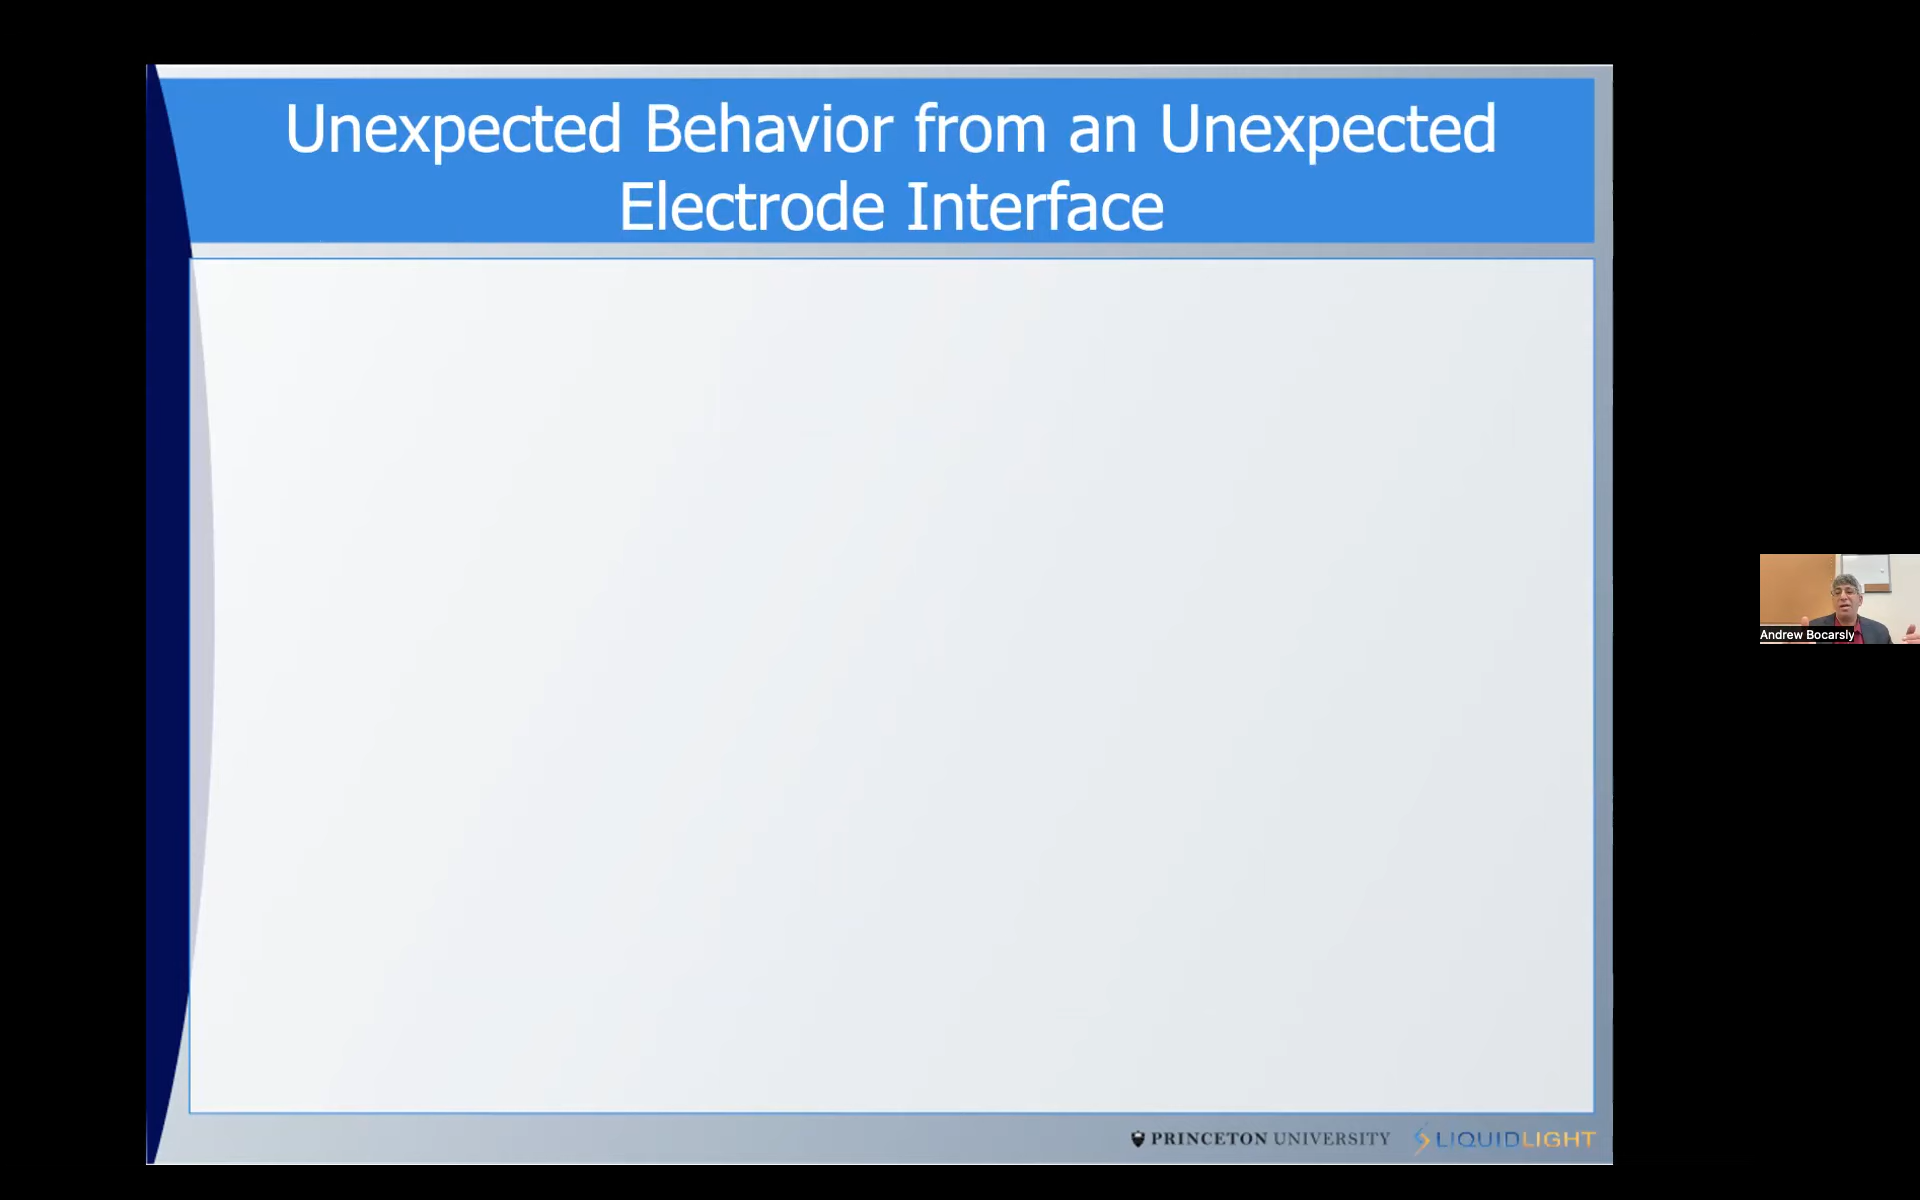 Unexpected Behavior from an Unexpected
Electrode Interface
Andrew Bocarsly
PRINCETON UNIVERSITY
LIQUIDLIGHT